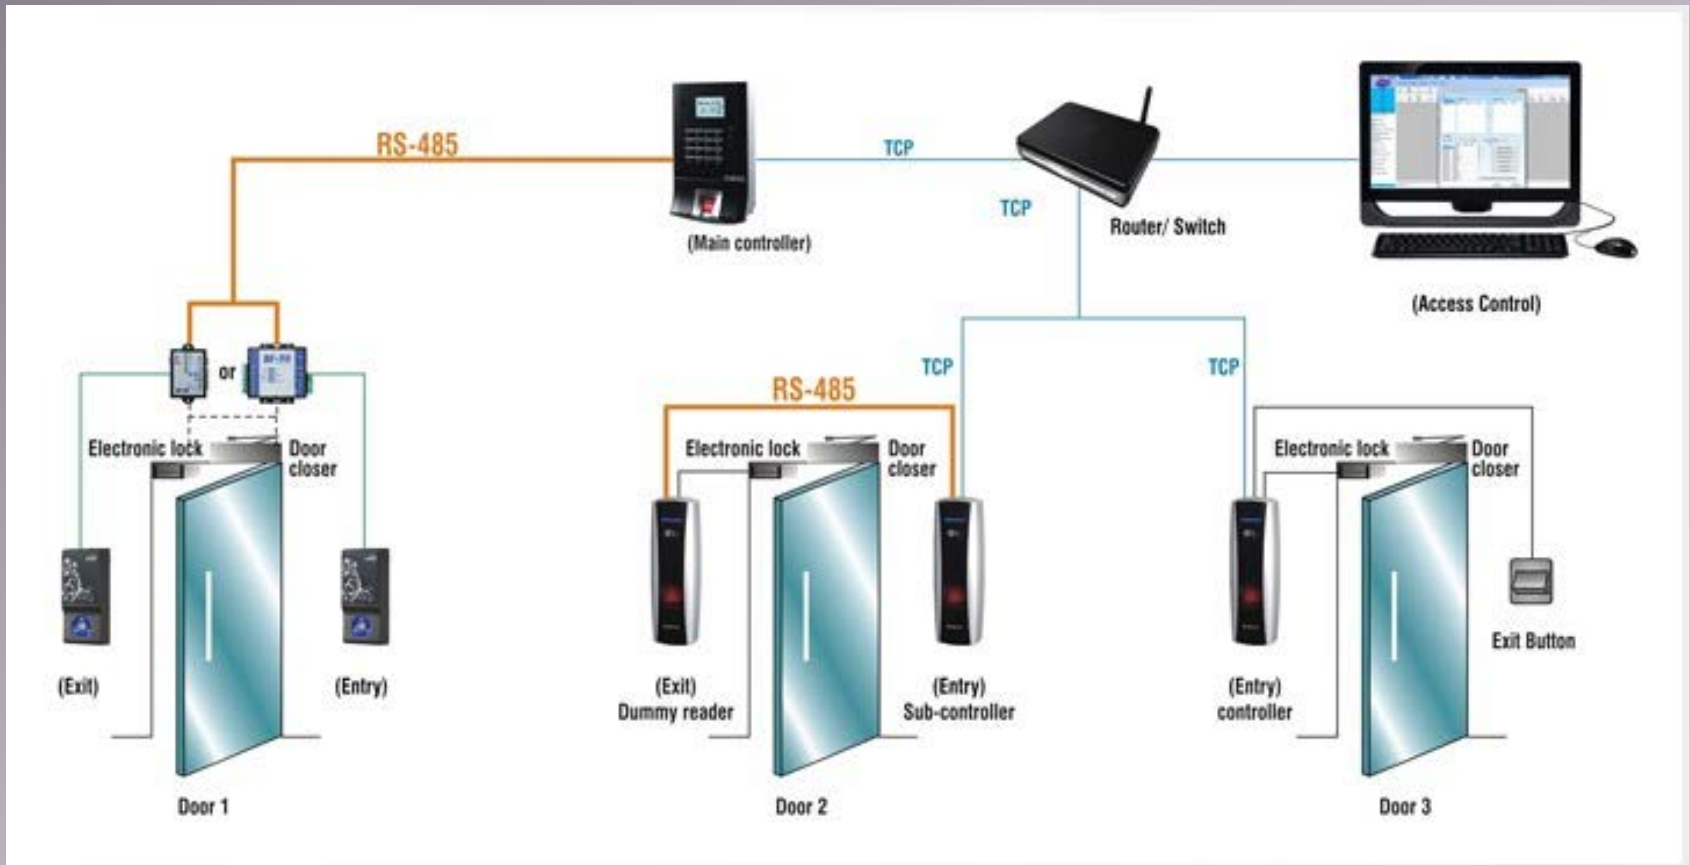 RS-485
TCP
TCP
(Main controller)
Router/ Switch
(Access Control)
or
TCP
TCP
RS-485
Electronic lock
Door
closer
Electronic lock
Door
closer
Electronic lock
Door
closer
Exit Button
(Exit)
(Entry)
(Exit)
Dummy reader
(Entry)
Sub-controller
(Entry)
controller
Door 1
Door 2
Door 3